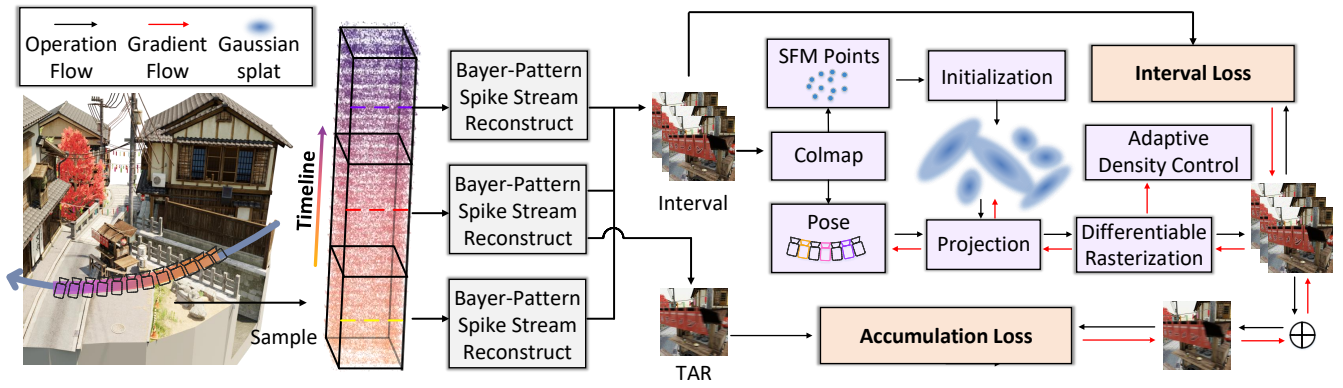 Operation
Flow
Gradient
Flow
Gaussian
splat
Timeline
Sample
Bayer-Pattern
Spike Stream
Reconstruct
Bayer-Pattern
Spike Stream
Reconstruct
Bayer-Pattern
Spike Stream
Reconstruct
Interval
TAR
SFM Points
Colmap
Pose
Initialization
Projection
Adaptive
Density Control
Differentiable
Rasterization
Interval Loss
Accumulation Loss